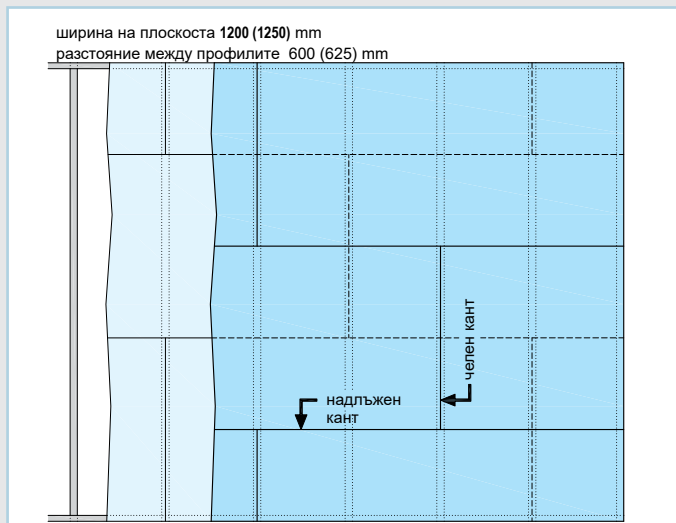 ширина на плоскоста 1200 (1250) mm
разстояние между профилите 600 (625) mm
челен кант
надлъжен
кант